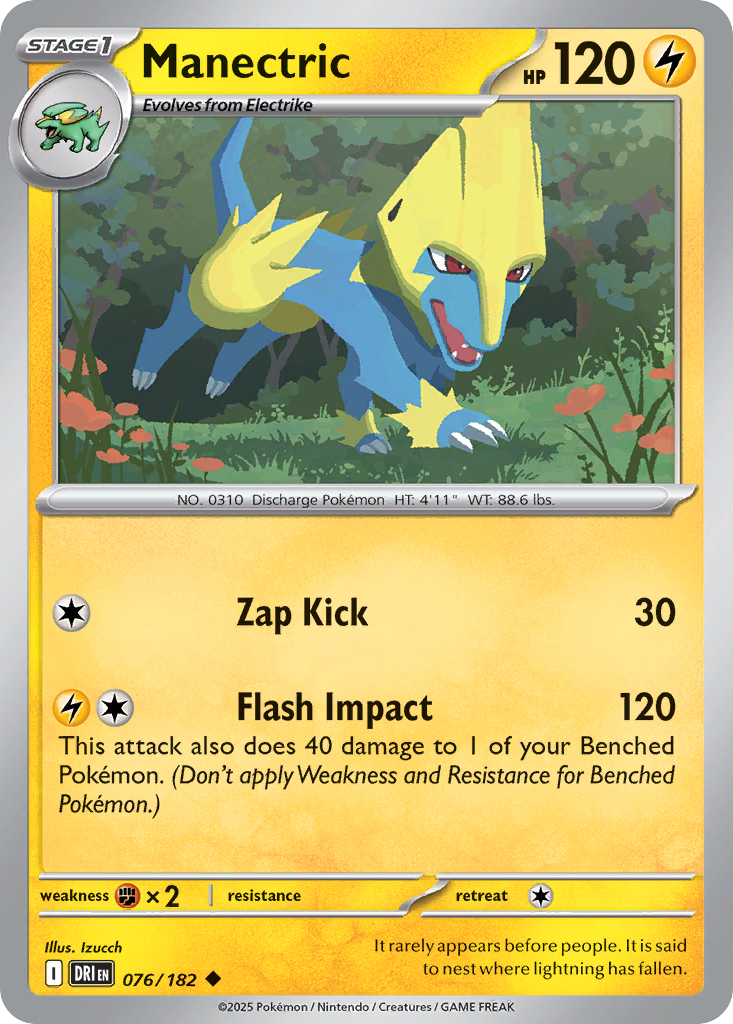 STAGE1 Manectric HP 120
Evolves from Electrike
NO. 0310 Discharge Pokémon HT: 4'11" WT: 88.6 lbs.
Zap Kick 30
Flash Impact 120
This attack also does 40 damage to 1 of your Benched
Pokémon. (Don't apply Weakness and Resistance for Benched
Pokémon.)
weakness ×2 resistance retreat
Illus. Izucch
It rarely appears before people. It is said
to nest where lightning has fallen.
I DRI EN 076/182
©2025 Pokémon / Nintendo / Creatures / GAME FREAK